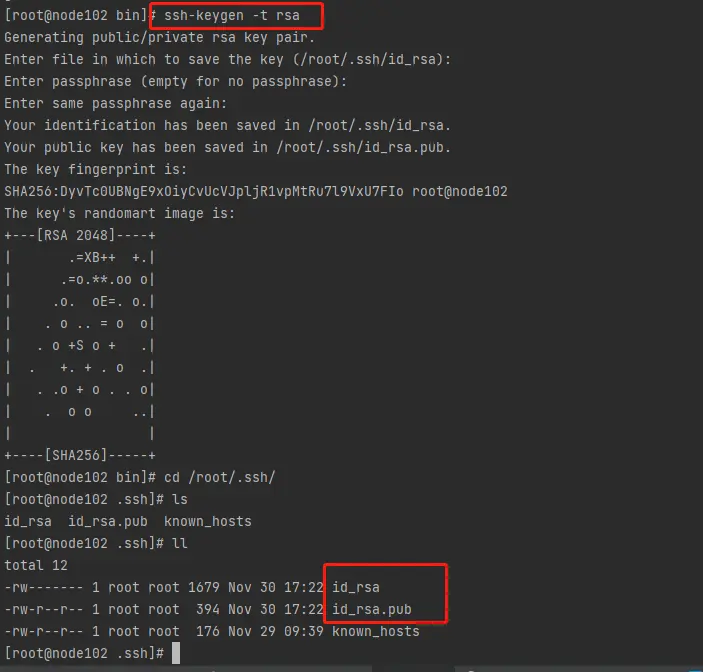 [root@node102 bin]# ssh-keygen -t rsa
Generating public/private rsa key pair.
Enter file in which to save the key (/root/.ssh/id_rsa):
Enter passphrase (empty for no passphrase):
Enter same passphrase again:
Your identification has been saved in /root/.ssh/id_rsa.
Your public key has been saved in /root/.ssh/id_rsa.pub.
The key fingerprint is:
SHA256:DyvTc0UBNgE9xOiyCvUcVJpljR1vpMtRu7l9VxU7FIo root@node102
The key's randomart image is:
+---[RSA 2048]----+
|       .=XB++  +.|
|      .=o.**.oo o|
|     .o.  oE=. o.|
|    . o .. = o  o|
|   . o +S o +   .|
|  .   +. + . o  .|
|   . .o + o . . o|
|    .  o o     ..|
|                 |
+----[SHA256]-----+
[root@node102 bin]# cd /root/.ssh/
[root@node102 .ssh]# ls
id_rsa  id_rsa.pub  known_hosts
[root@node102 .ssh]# ll
total 12
-rw------- 1 root root 1679 Nov 30 17:22 id_rsa
-rw-r--r-- 1 root root  394 Nov 30 17:22 id_rsa.pub
-rw-r--r-- 1 root root  176 Nov 29 09:39 known_hosts
[root@node102 .ssh]#